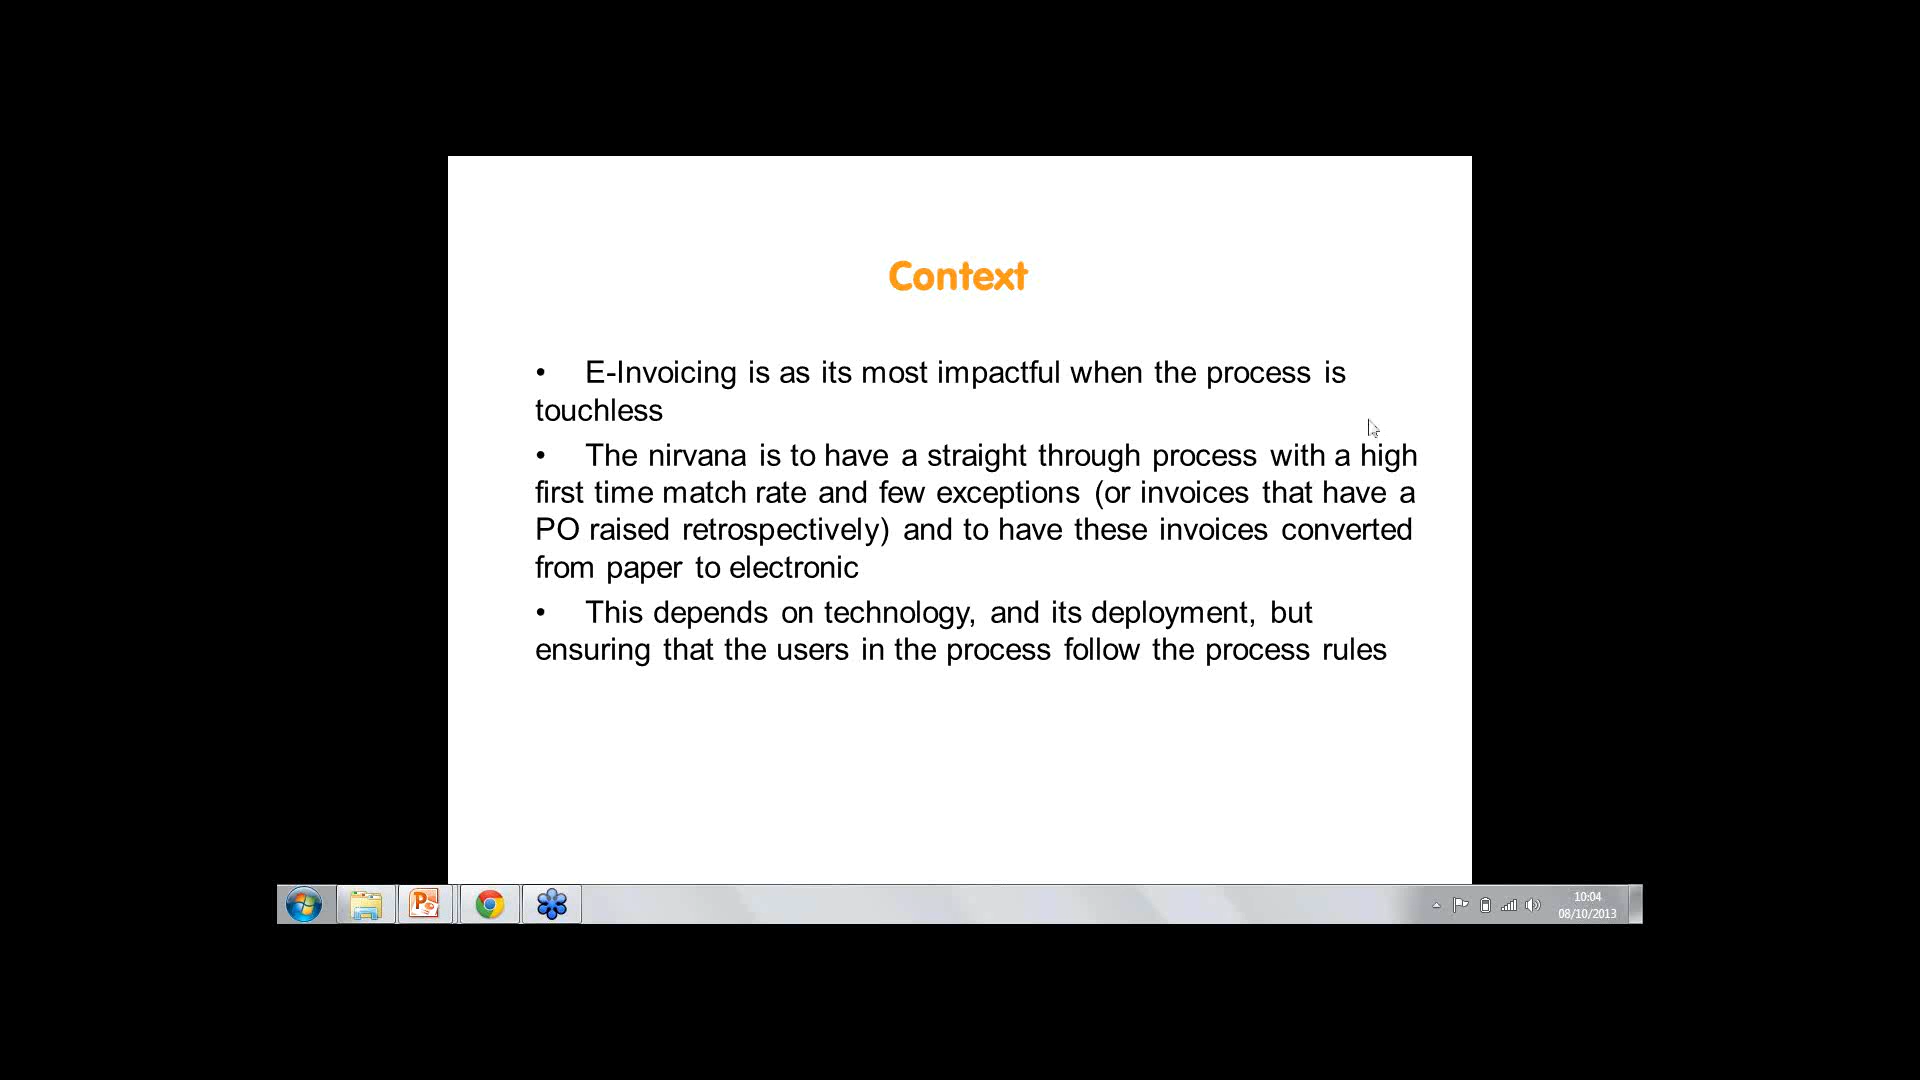 Context
• E-Invoicing is as its most impactful when the process is
touchless
• The nirvana is to have a straight through process with a high
first time match rate and few exceptions (or invoices that have a
PO raised retrospectively) and to have these invoices converted
from paper to electronic
• This depends on technology, and its deployment, but
ensuring that the users in the process follow the process rules
10:04
08/10/2013